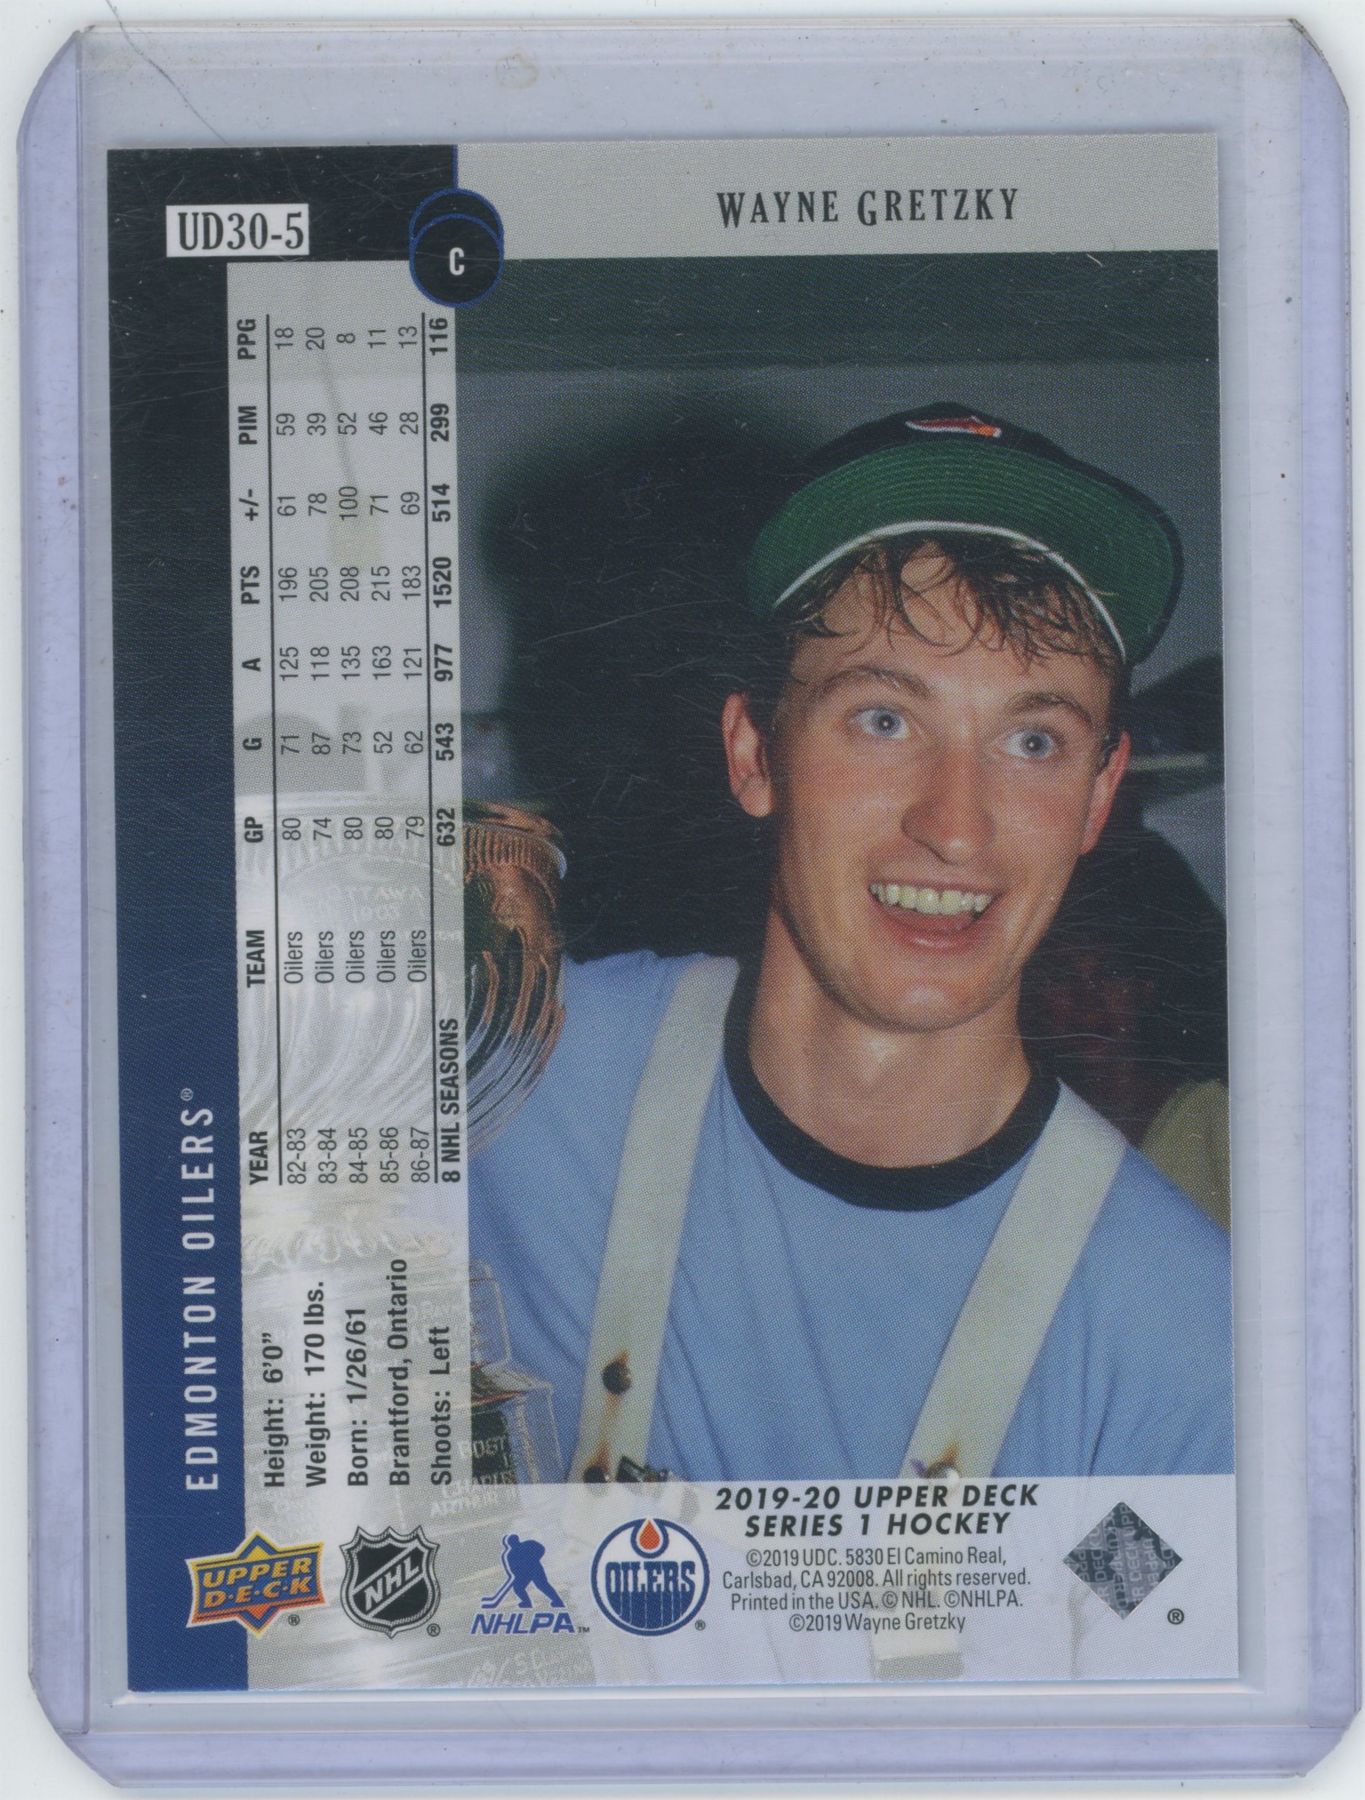 UD30-5
C
WAYNE GRETZKY
EDMONTON OILERS®
YEAR TEAM GP G A PTS +/- PIM PPG
82-83 Oilers 80 71 125 196 61 59 18
83-84 Oilers 74 87 118 205 78 39 20
84-85 Oilers 80 73 135 208 100 52 8
85-86 Oilers 80 52 163 215 71 46 11
86-87 Oilers 79 62 121 183 69 28 13
8 NHL SEASONS 632 543 977 1520 514 299 116
Height: 6'0"
Weight: 170 lbs.
Born: 1/26/61
Brantford, Ontario
Shoots: Left
UPPER
D·E·C·K
®
NHL
®
NHLPA™
OILERS
®
2019-20 UPPER DECK
SERIES 1 HOCKEY
©2019 UDC. 5830 El Camino Real,
Carlsbad, CA 92008. All rights reserved.
Printed in the USA. © NHL. ©NHLPA.
©2019 Wayne Gretzky
®
OTTAWA
1903